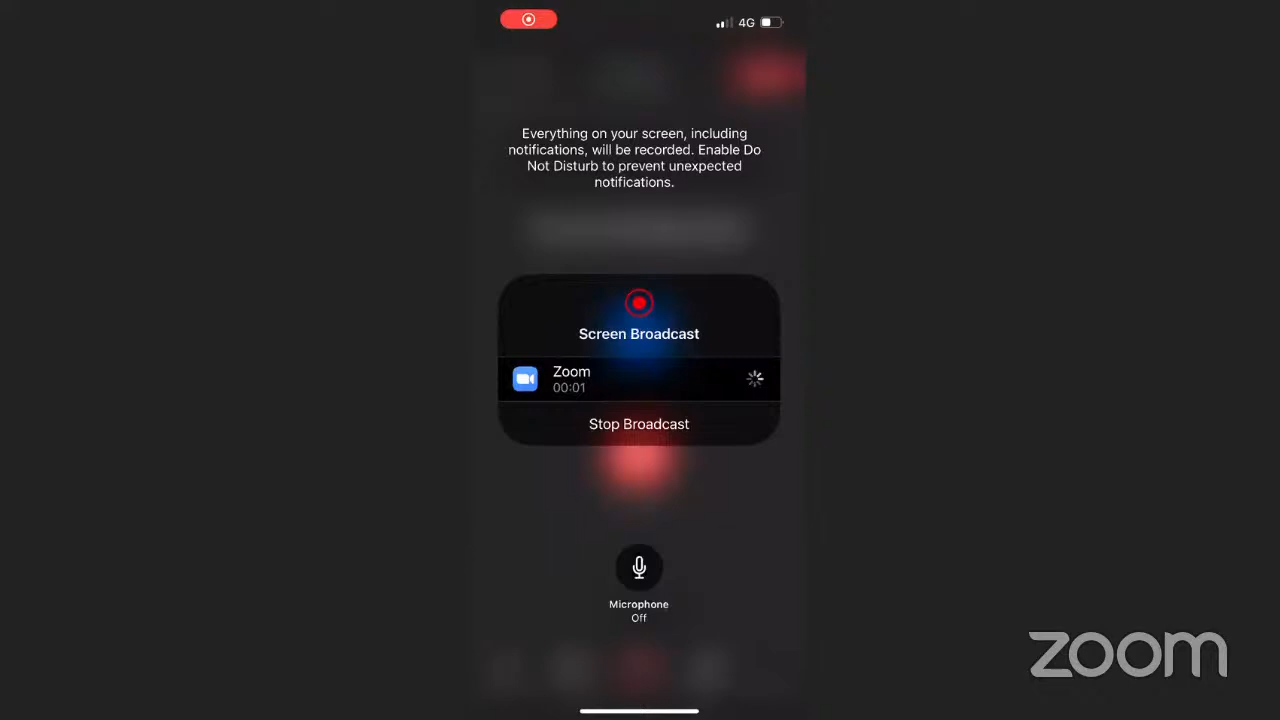 4G
Everything on your screen, including
notifications, will be recorded. Enable Do
Not Disturb to prevent unexpected
notifications.
Screen Broadcast
Zoom
00:01
Stop Broadcast
Microphone
Off
zoom